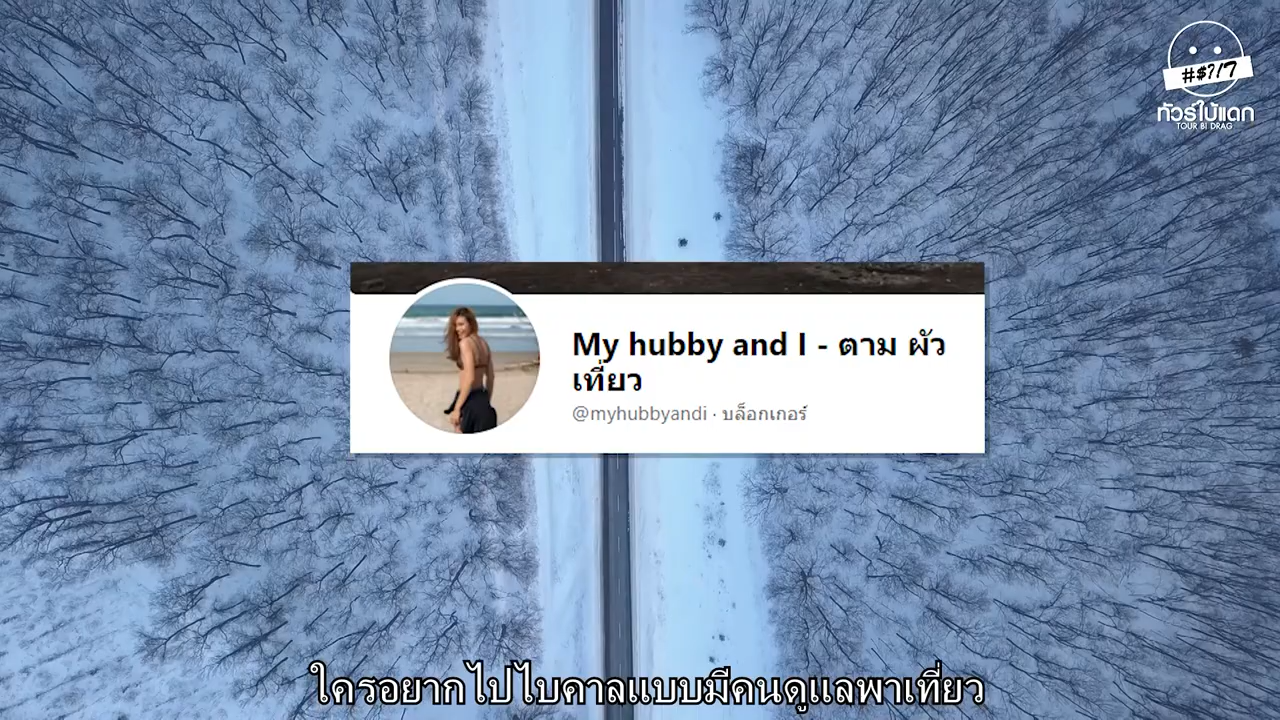 #$?!7
ทัวร์ใบ้แดก
TOUR BI DRAG
My hubby and I - ตาม ผัว
เที่ยว
@myhubbyandi · บล็อกเกอร์
ใครอยากไปไบคาลแบบมีคนดูแลพาเที่ยว